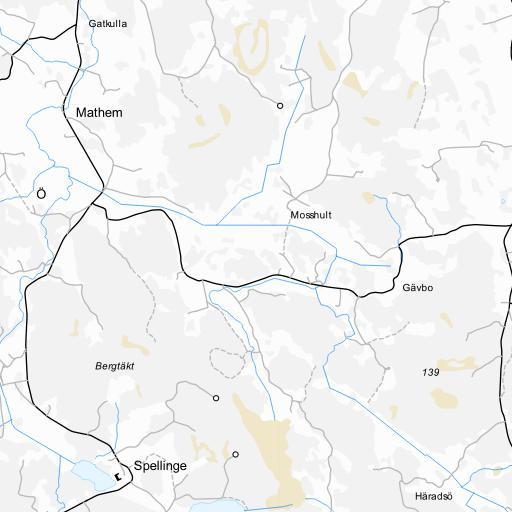 Gatkulla
Mathem
Ö
Mosshult
Gävbo
Bergtäkt
139
Spellinge
Häradsö